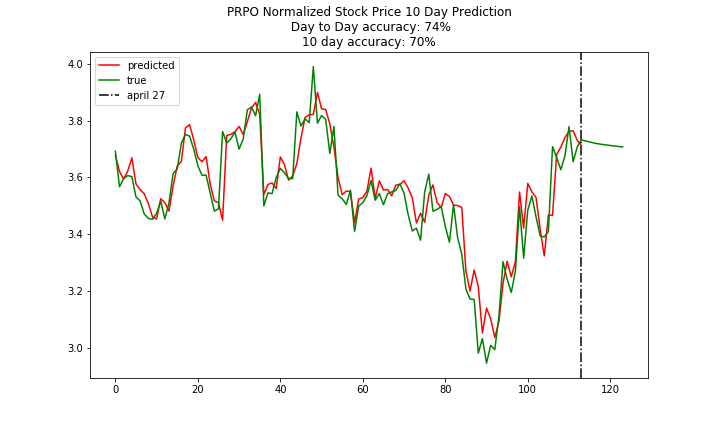 PRPO Normalized Stock Price 10 Day Prediction
Day to Day accuracy: 74%
10 day accuracy: 70%
predicted
true
april 27
4.0
3.8
3.6
3.4
3.2
3.0
0 20 40 60 80 100 120